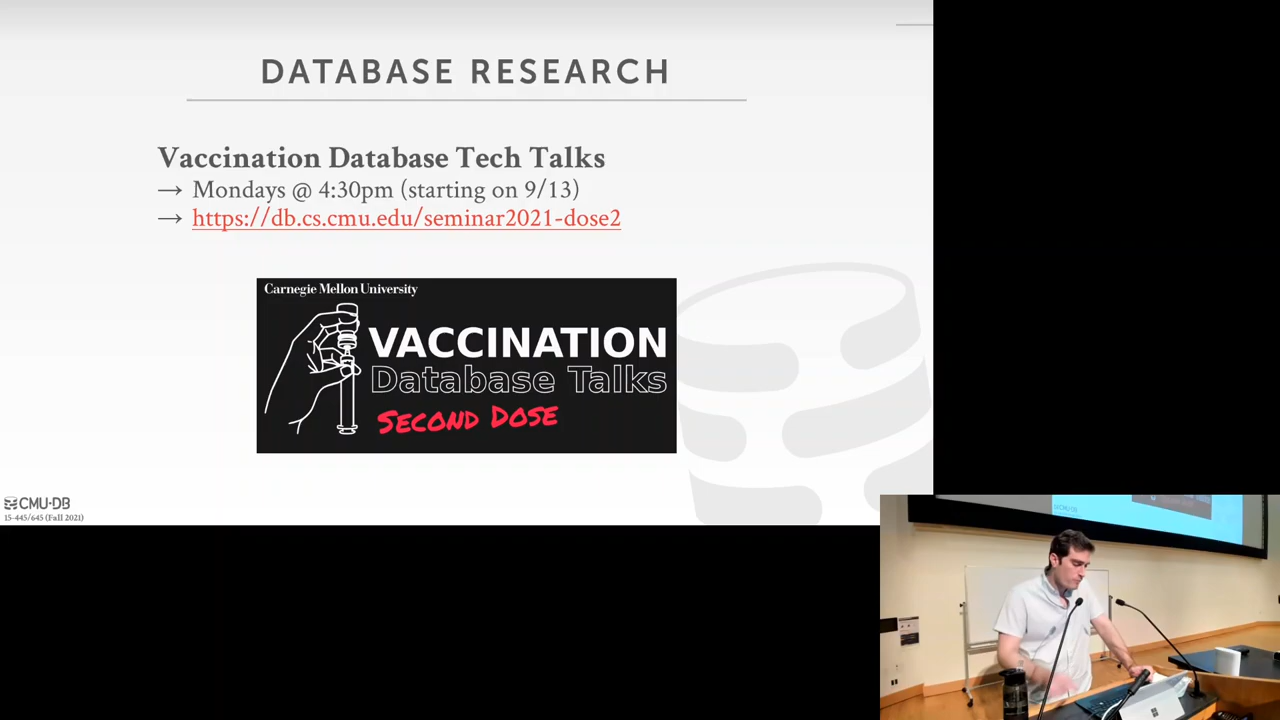 DATABASE RESEARCH
Vaccination Database Tech Talks
→ Mondays @ 4:30pm (starting on 9/13)
→ https://db.cs.cmu.edu/seminar2021-dose2
Carnegie Mellon University
VACCINATION
Database Talks
SECOND DOSE
CMU·DB
15-445/645 (Fall 2021)